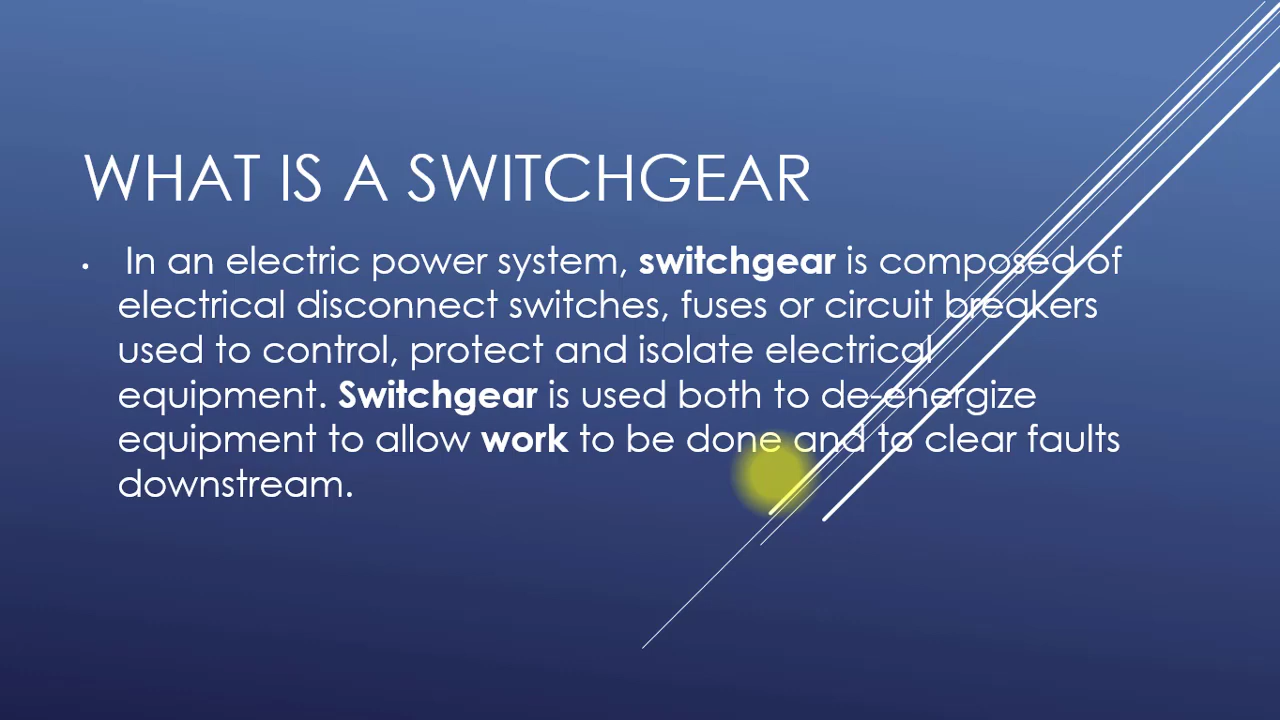 WHAT IS A SWITCHGEAR
• In an electric power system, switchgear is composed of
electrical disconnect switches, fuses or circuit breakers
used to control, protect and isolate electrical
equipment. Switchgear is used both to de-energize
equipment to allow work to be done and to clear faults
downstream.